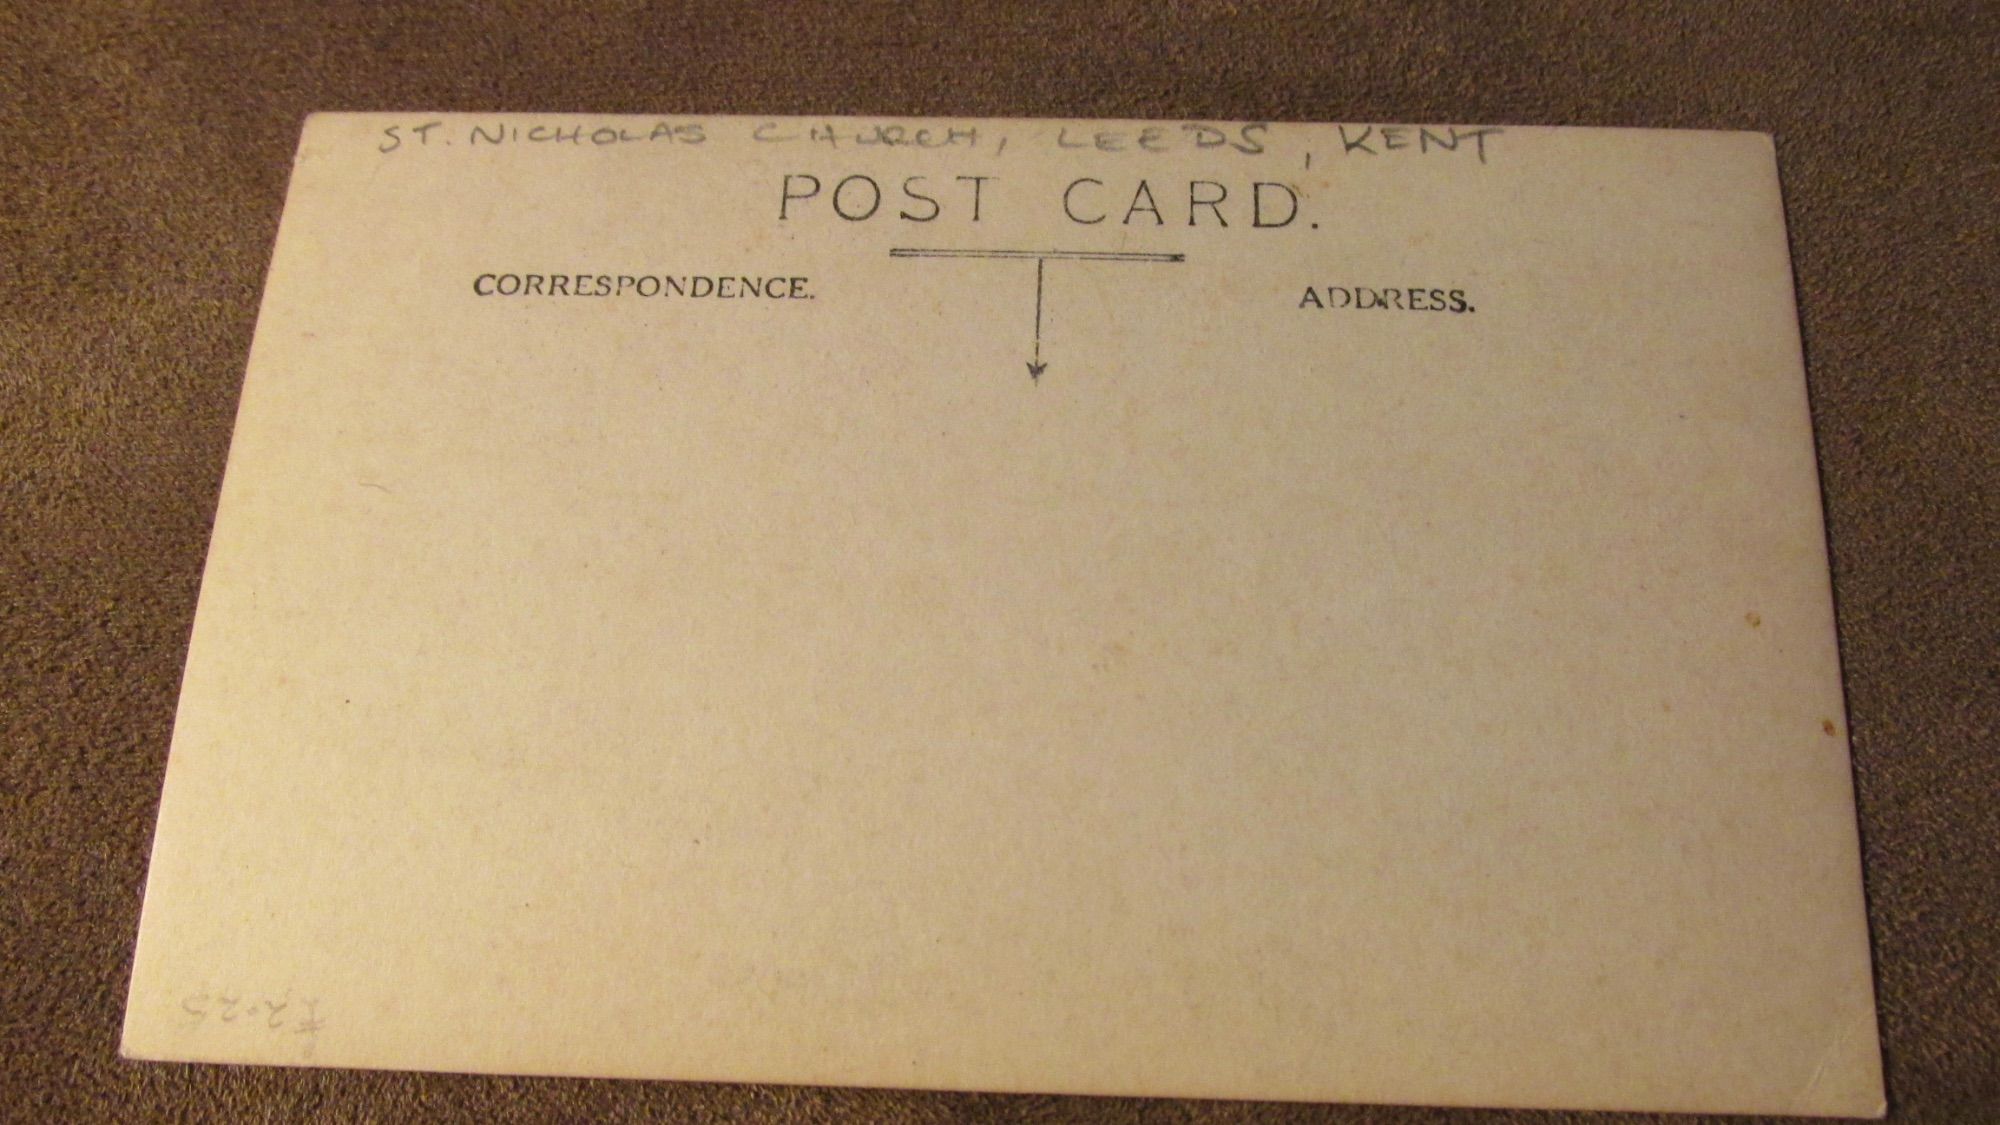 ST. NICHOLAS CHURCH, LEEDS, KENT
POST CARD.
CORRESPONDENCE.
ADDRESS.
£2.25